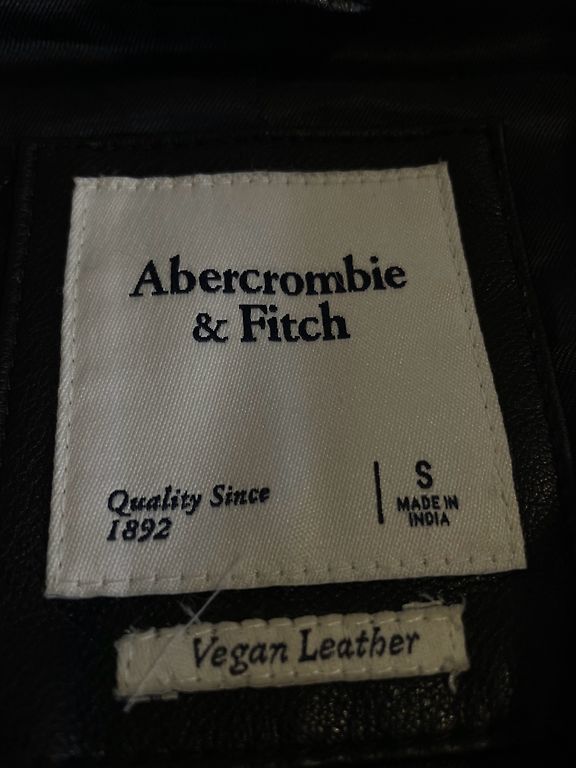 Abercrombie
& Fitch
Quality Since
1892
S
MADE IN
INDIA
Vegan Leather